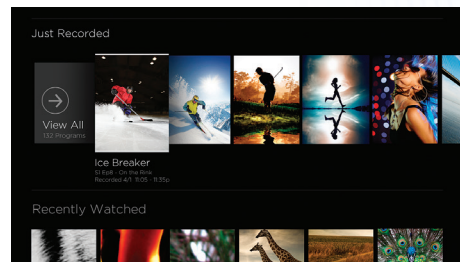 Just Recorded
View All
132 Programs
Ice Breaker
S1 Ep8 - On the Rink
Recorded 4/1 11:05 - 11:35p
Recently Watched